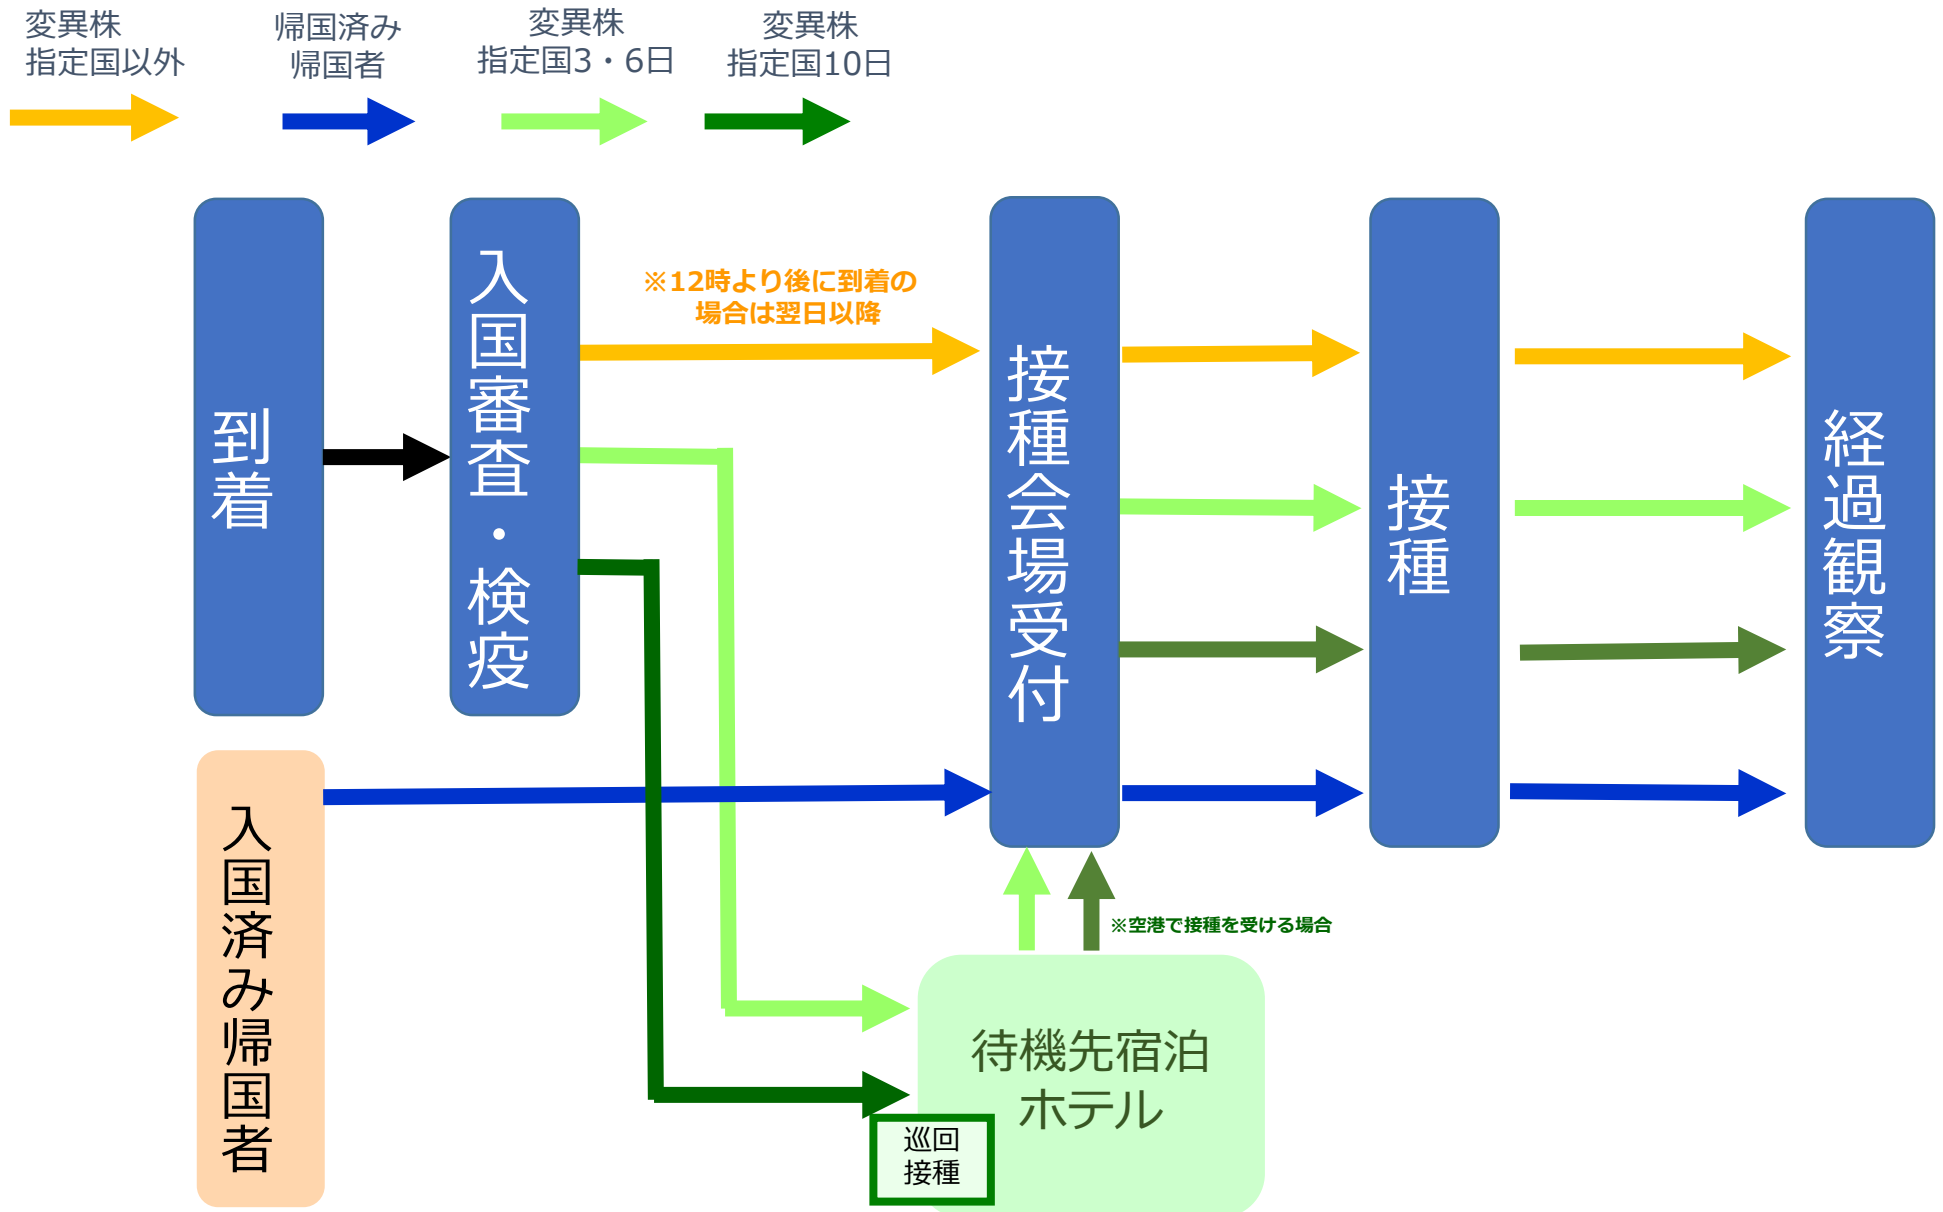 変異株
指定国以外
帰国済み
帰国者
変異株
指定国3・6日
変異株
指定国10日
到着
入国審査・検疫
※12時より後に到着の
場合は翌日以降
接種会場受付
接種
経過観察
入国済み帰国者
※空港で接種を受ける場合
待機先宿泊
ホテル
巡回
接種